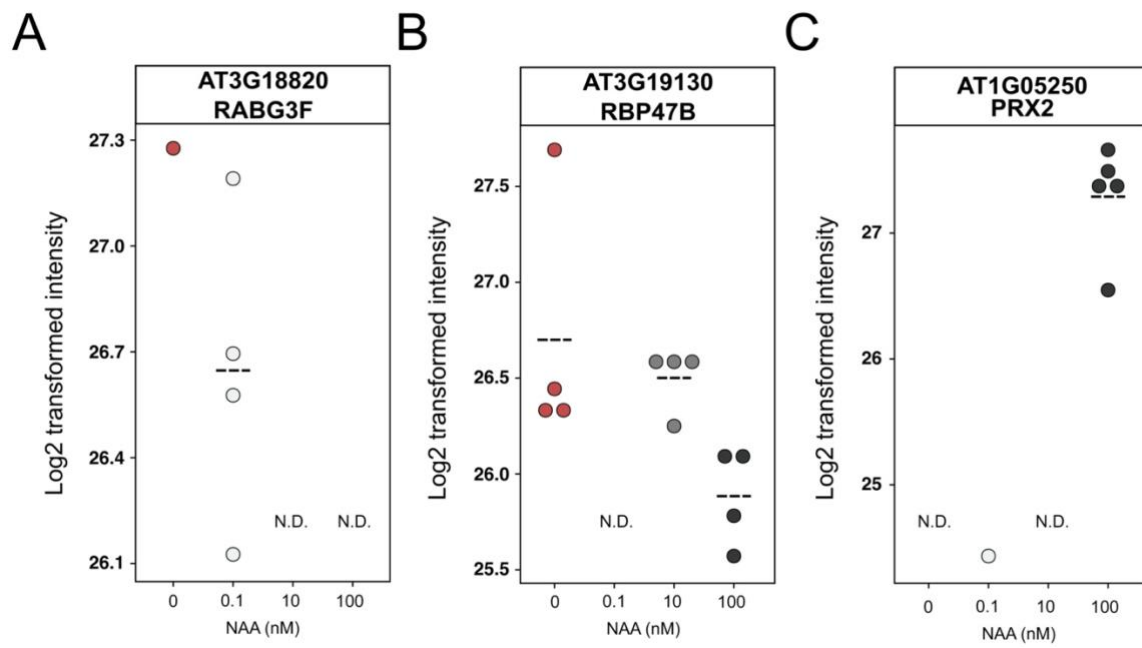 A
AT3G18820
RABG3F
Log2 transformed intensity
27.3
27.0
26.7
26.4
26.1
N.D.
N.D.
0
0.1
10
100
NAA (nM)
B
AT3G19130
RBP47B
Log2 transformed intensity
27.5
27.0
26.5
26.0
25.5
N.D.
0
0.1
10
100
NAA (nM)
C
AT1G05250
PRX2
Log2 transformed intensity
27
26
25
N.D.
N.D.
0
0.1
10
100
NAA (nM)